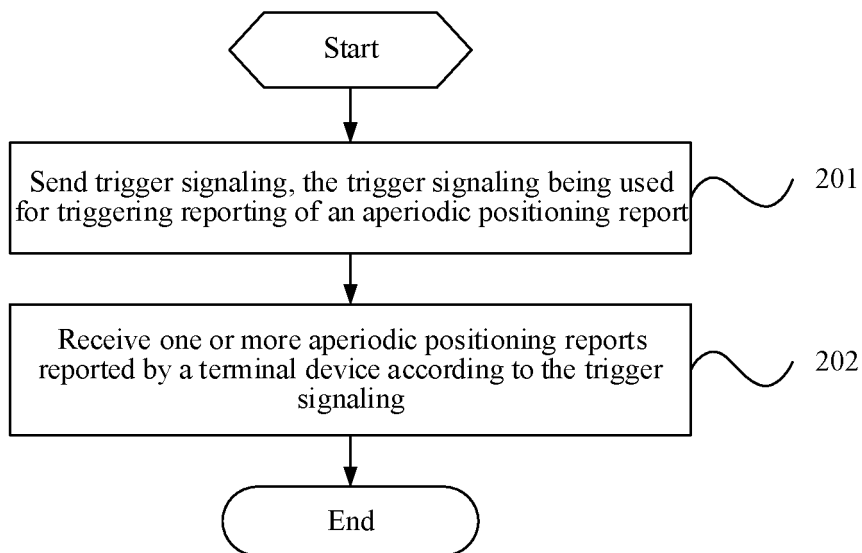 Start
Send trigger signaling, the trigger signaling being used
for triggering reporting of an aperiodic positioning report
201
Receive one or more aperiodic positioning reports
reported by a terminal device according to the trigger
signaling
202
End